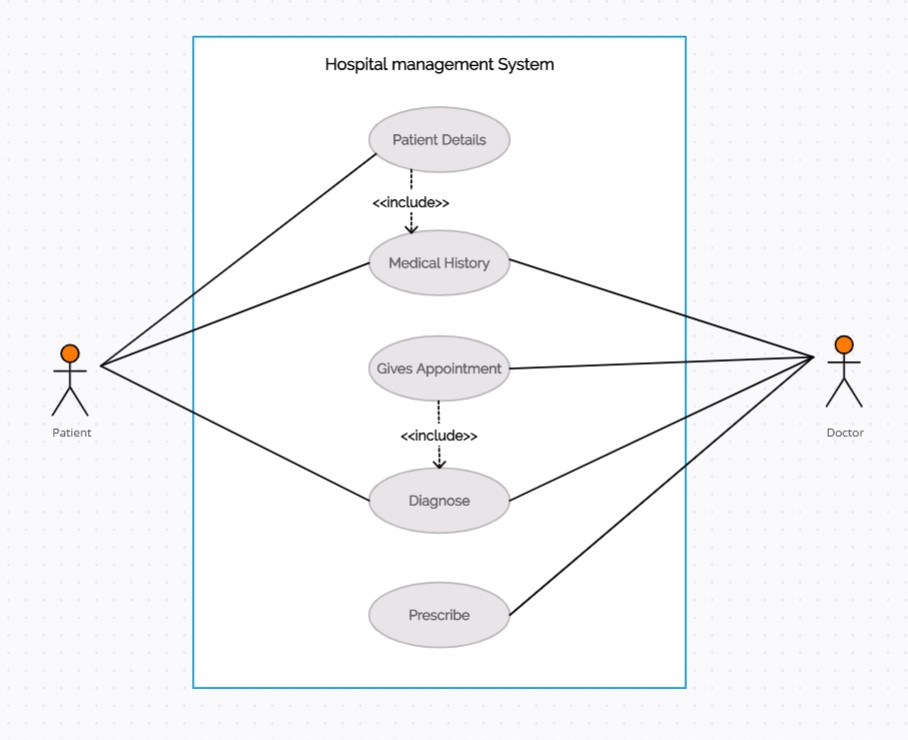 Hospital management System
Patient Details
<<include>>
Medical History
Gives Appointment
<<include>>
Diagnose
Prescribe
Patient
Doctor